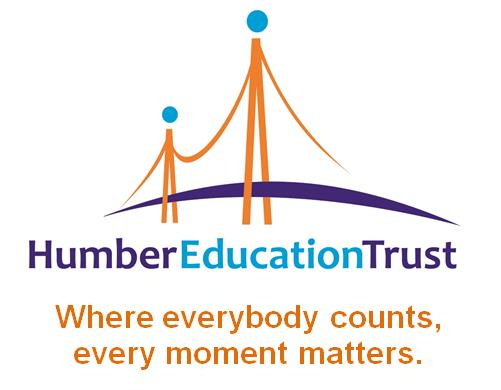 HumberEducationTrust
Where everybody counts,
every moment matters.